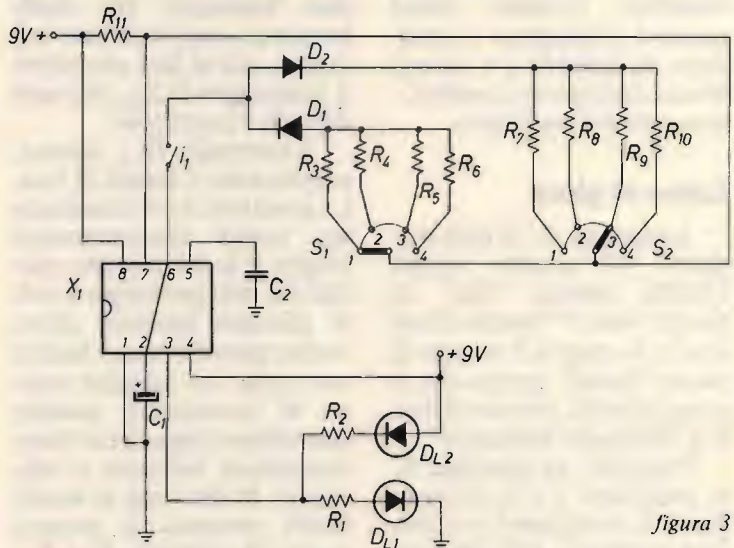 9V +
R11
D2
D1
i1
R3
R4
R5
R6
R7
R8
R9
R10
1
2
3
4
S1
1
2
3
4
S2
X1
8
7
6
5
1
2
3
4
C2
C1
+
+ 9V
R2
DL2
R1
DL1
figura 3